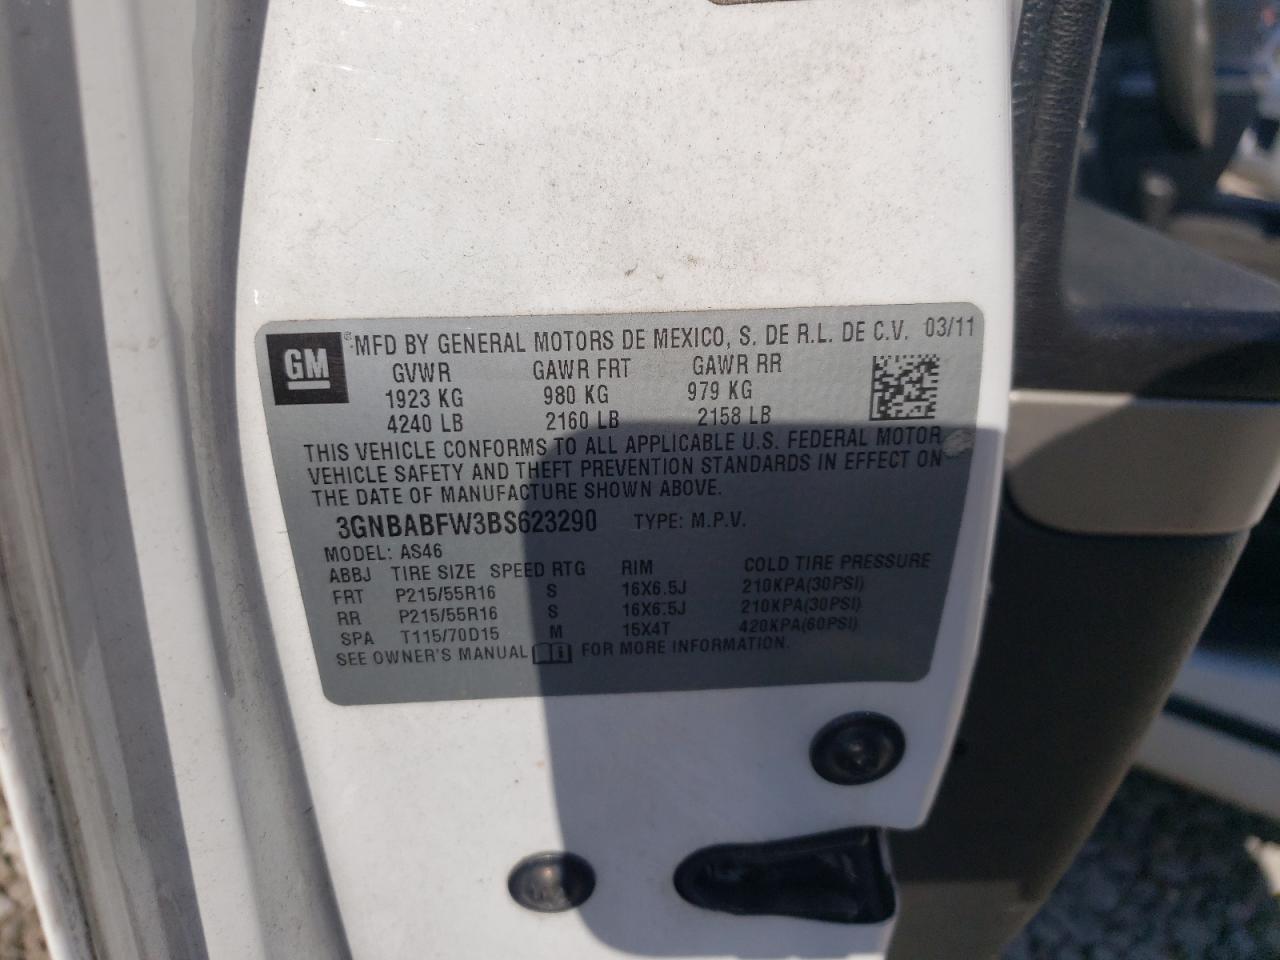 GM ® MFD BY GENERAL MOTORS DE MEXICO, S. DE R.L. DE C.V. 03/11
GVWR GAWR FRT GAWR RR
1923 KG 980 KG 979 KG
4240 LB 2160 LB 2158 LB
THIS VEHICLE CONFORMS TO ALL APPLICABLE U.S. FEDERAL MOTOR
VEHICLE SAFETY AND THEFT PREVENTION STANDARDS IN EFFECT ON
THE DATE OF MANUFACTURE SHOWN ABOVE.
3GNBABFW3BS623290 TYPE: M.P.V.
MODEL: AS46
ABBJ TIRE SIZE SPEED RTG RIM COLD TIRE PRESSURE
FRT P215/55R16 S 16X6.5J 210KPA(30PSI)
RR P215/55R16 S 16X6.5J 210KPA(30PSI)
SPA T115/70D15 M 15X4T 420KPA(60PSI)
SEE OWNER'S MANUAL FOR MORE INFORMATION.